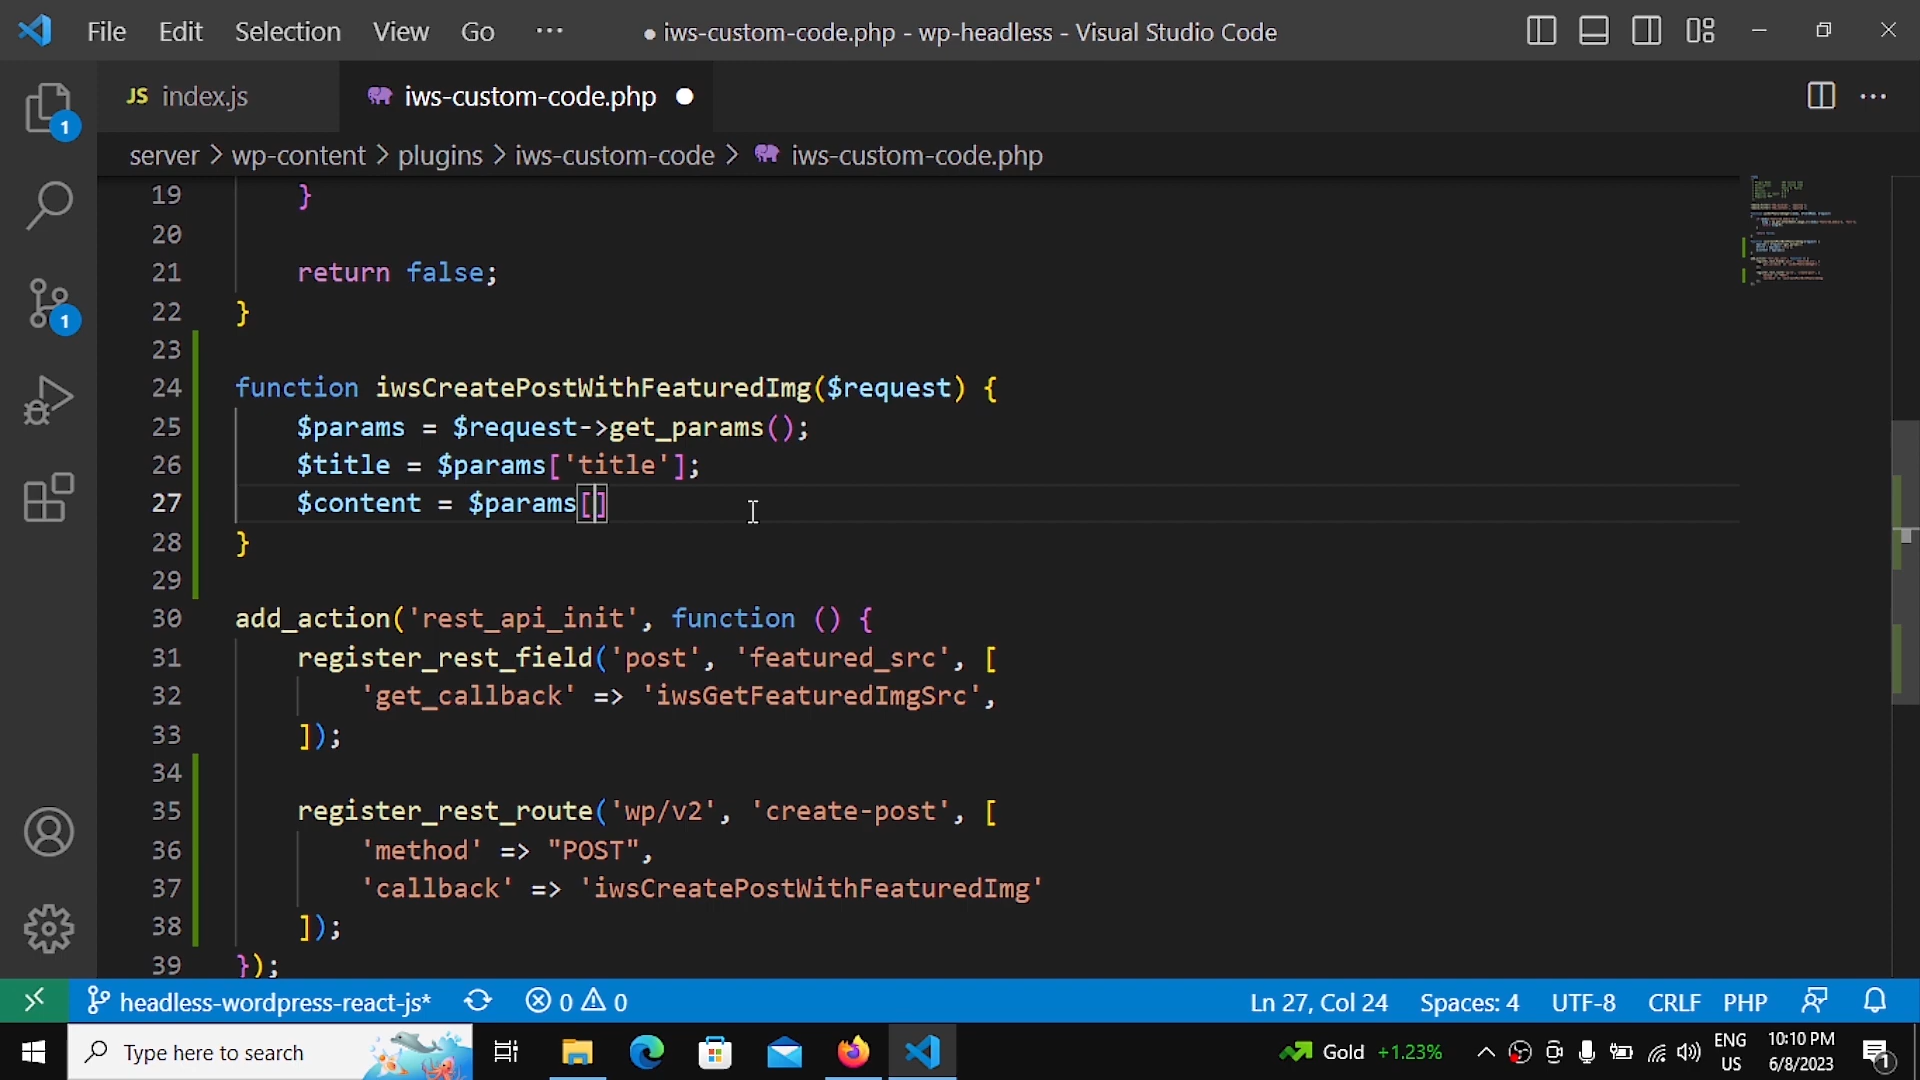 File Edit Selection View Go ··· ● iws-custom-code.php - wp-headless - Visual Studio Code
JS index.js iws-custom-code.php ●
server > wp-content > plugins > iws-custom-code > iws-custom-code.php
1
1
19 }
20
21 return false;
22 }
23
24 function iwsCreatePostWithFeaturedImg($request) {
25 $params = $request->get_params();
26 $title = $params['title'];
27 $content = $params[]
28 }
29
30 add_action('rest_api_init', function () {
31 register_rest_field('post', 'featured_src', [
32 'get_callback' => 'iwsGetFeaturedImgSrc',
33 ]);
34
35 register_rest_route('wp/v2', 'create-post', [
36 'method' => "POST",
37 'callback' => 'iwsCreatePostWithFeaturedImg'
38 ]);
39 });
headless-wordpress-react-js* 0 0 Ln 27, Col 24 Spaces: 4 UTF-8 CRLF PHP
Type here to search Gold +1.23% ENG US 10:10 PM 6/8/2023 1